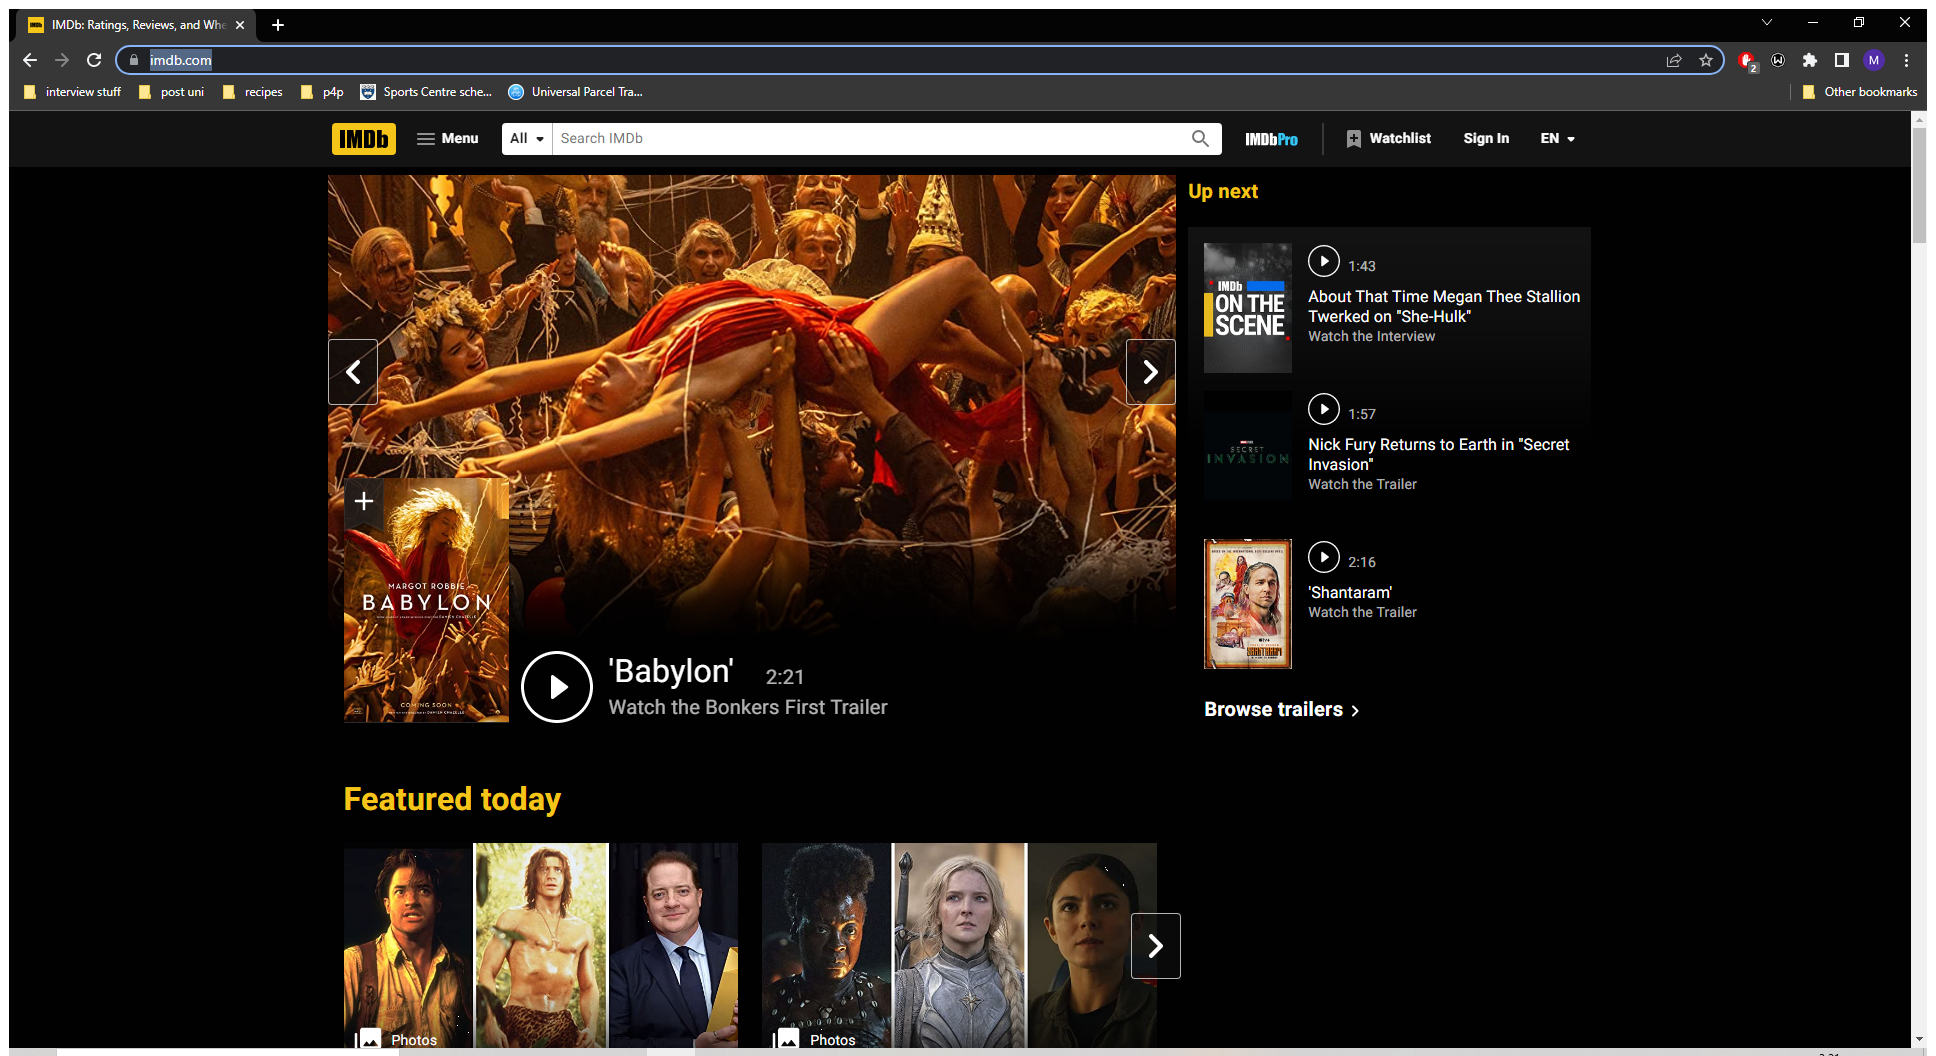 IMDb: Ratings, Reviews, and Whe
imdb.com
2
M
interview stuff
post uni
recipes
p4p
Sports Centre sche...
Universal Parcel Tra...
Other bookmarks
IMDb
Menu
All
Search IMDb
IMDbPro
Watchlist
Sign In
EN
MARGOT ROBBIE
BABYLON
COMING SOON
'Babylon' 2:21
Watch the Bonkers First Trailer
Up next
IMDb
ON THE
SCENE
1:43
About That Time Megan Thee Stallion
Twerked on "She-Hulk"
Watch the Interview
SECRET
INVASION
1:57
Nick Fury Returns to Earth in "Secret
Invasion"
Watch the Trailer
2:16
'Shantaram'
Watch the Trailer
Browse trailers
Featured today
Photos
Photos